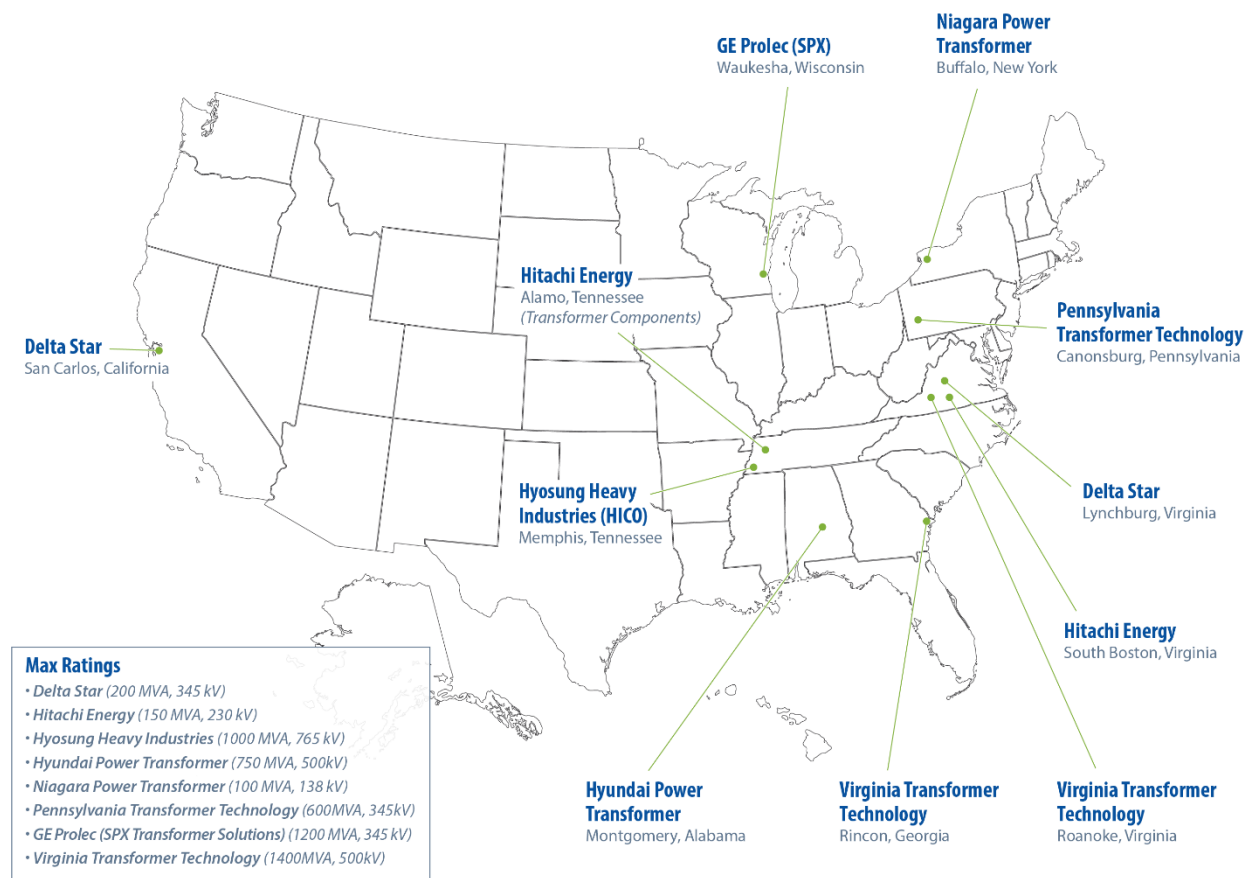 GE Prolec (SPX)
Waukesha, Wisconsin
Niagara Power
Transformer
Buffalo, New York
Hitachi Energy
Alamo, Tennessee
(Transformer Components)
Pennsylvania
Transformer Technology
Canonsburg, Pennsylvania
Delta Star
San Carlos, California
Hyosung Heavy
Industries (HICO)
Memphis, Tennessee
Delta Star
Lynchburg, Virginia
Hitachi Energy
South Boston, Virginia
Hyundai Power
Transformer
Montgomery, Alabama
Virginia Transformer
Technology
Rincon, Georgia
Virginia Transformer
Technology
Roanoke, Virginia
Max Ratings
• Delta Star (200 MVA, 345 kV)
• Hitachi Energy (150 MVA, 230 kV)
• Hyosung Heavy Industries (1000 MVA, 765 kV)
• Hyundai Power Transformer (750 MVA, 500kV)
• Niagara Power Transformer (100 MVA, 138 kV)
• Pennsylvania Transformer Technology (600MVA, 345kV)
• GE Prolec (SPX Transformer Solutions) (1200 MVA, 345 kV)
• Virginia Transformer Technology (1400MVA, 500kV)